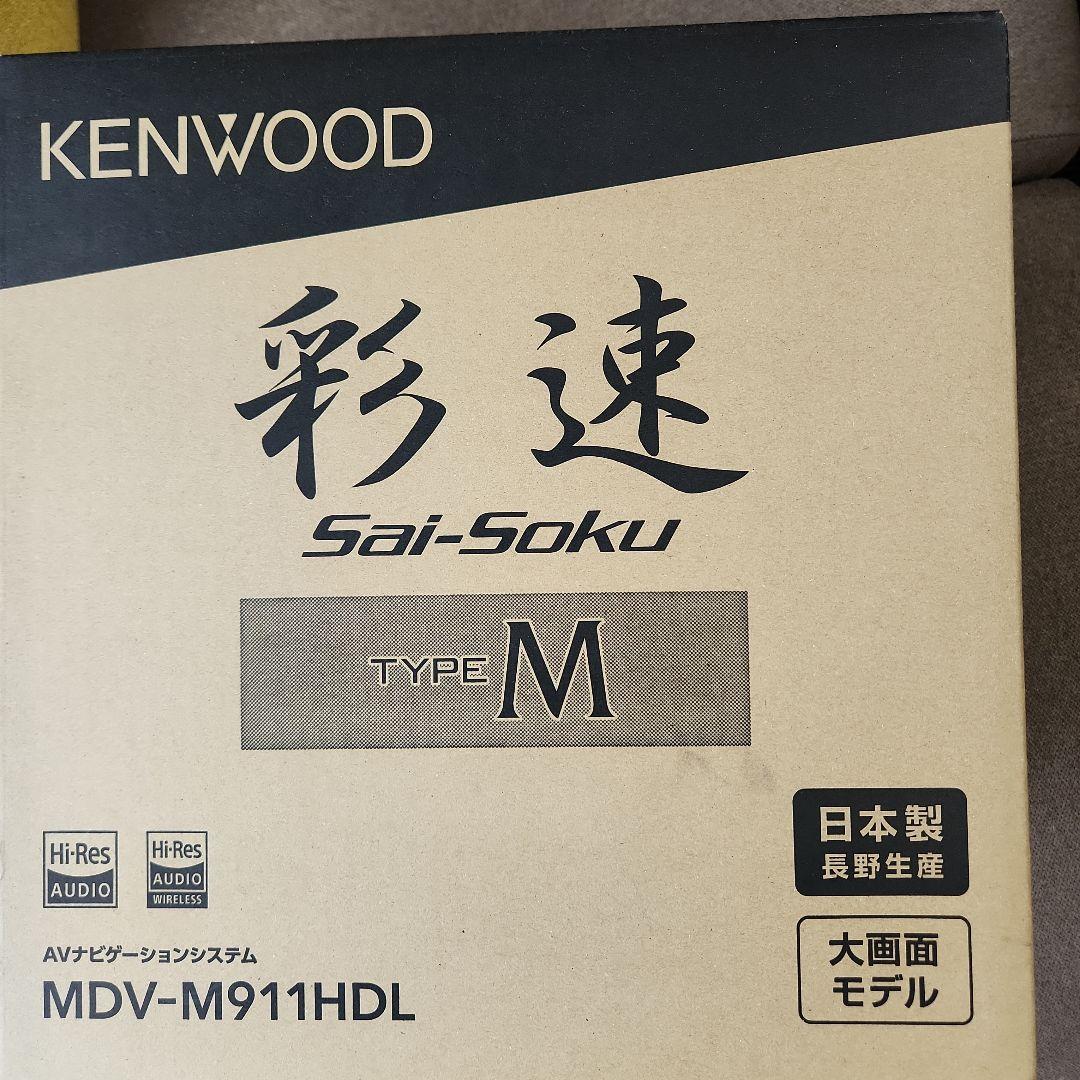 KENWOOD
彩速
Sai-Soku
TYPE M
Hi-Res
AUDIO
Hi-Res
AUDIO
WIRELESS
日本製
長野生産
大画面
モデル
AVナビゲーションシステム
MDV-M911HDL